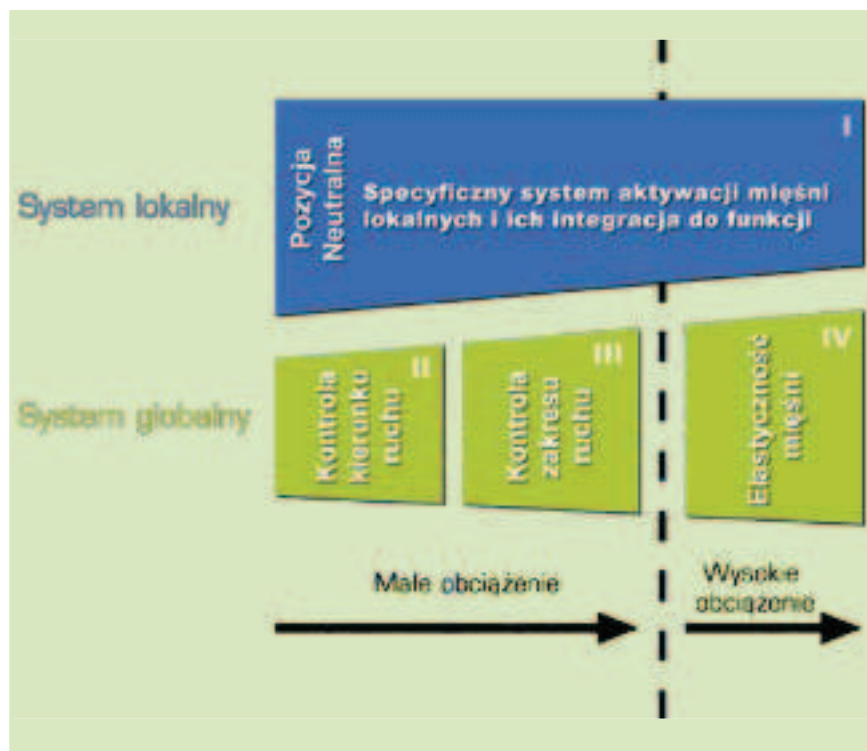 System lokalny
Pozycja
Neutralna
I
Specyficzny system aktywacji mięśni
lokalnych i ich integracja do funkcji
System globalny
II
Kontrola
kierunku
ruchu
III
Kontrola
zakresu
ruchu
IV
Elastyczność
mięśni
Małe obciążenie
Wysokie
obciążenie